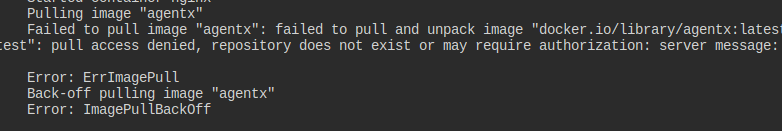 Started container nginx
Pulling image "agentx"
Failed to pull image "agentx": failed to pull and unpack image "docker.io/library/agentx:latest
test": pull access denied, repository does not exist or may require authorization: server message:
Error: ErrImagePull
Back-off pulling image "agentx"
Error: ImagePullBackOff